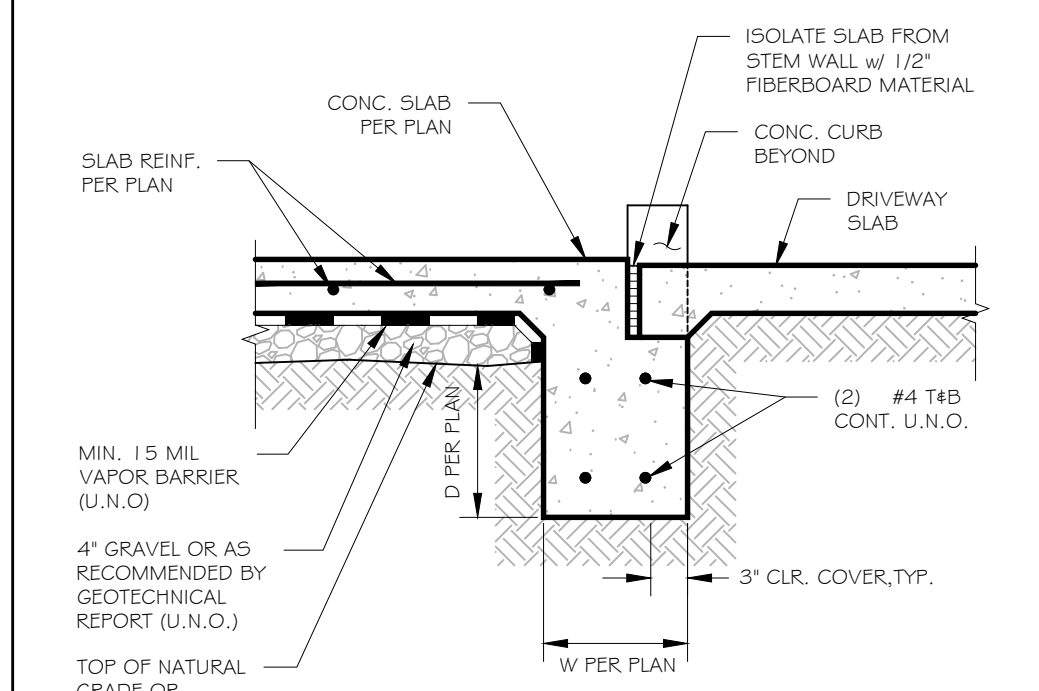 ISOLATE SLAB FROM
STEM WALL w/ 1/2"
FIBERBOARD MATERIAL
CONC. SLAB
PER PLAN
CONC. CURB
BEYOND
SLAB REINF.
PER PLAN
DRIVEWAY
SLAB
(2) #4 T&B
CONT. U.N.O.
D PER PLAN
MIN. 15 MIL
VAPOR BARRIER
(U.N.O)
4" GRAVEL OR AS
RECOMMENDED BY
GEOTECHNICAL
REPORT (U.N.O.)
3" CLR. COVER,TYP.
W PER PLAN
TOP OF NATURAL
GRADE OR